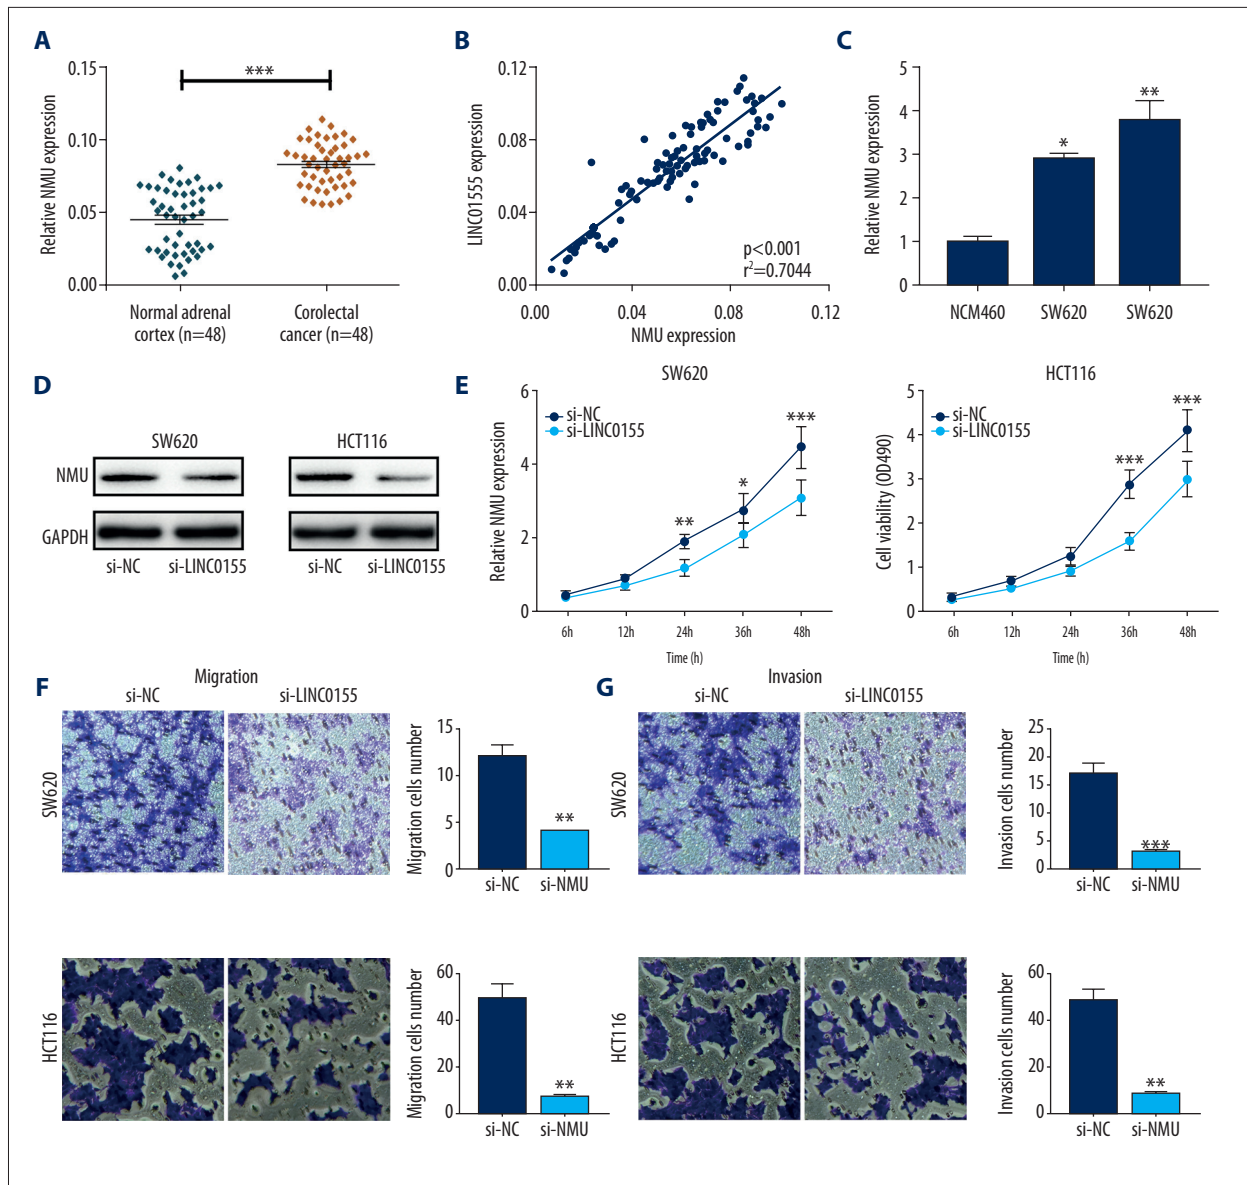 A
Relative NMU expression
0.15
0.10
0.05
0.00
***
Normal adrenal
cortex (n=48)
Corolectal
cancer (n=48)
B
LINC01555 expression
0.12
0.08
0.04
0.00
p<0.001
r²=0.7044
0.00
0.04
0.08
0.12
NMU expression
C
Relative NMU expression
5
4
3
2
1
0
*
**
NCM460
SW620
SW620
D
SW620
HCT116
NMU
GAPDH
si-NC
si-LINC0155
si-NC
si-LINC0155
E
SW620
Relative NMU expression
6
4
2
0
si-NC
si-LINC0155
**
*
***
6h
12h
24h
36h
48h
Time (h)
HCT116
Cell viability (OD490)
5
4
3
2
1
0
si-NC
si-LINC0155
***
***
6h
12h
24h
36h
48h
Time (h)
F
Migration
si-NC
si-LINC0155
SW620
Migration cells number
15
10
5
0
**
si-NC
si-NMU
HCT116
Migration cells number
60
40
20
0
**
si-NC
si-NMU
G
Invasion
si-NC
si-LINC0155
SW620
Invasion cells number
25
20
15
10
5
0
***
si-NC
si-NMU
HCT116
Invasion cells number
60
40
20
0
**
si-NC
si-NMU